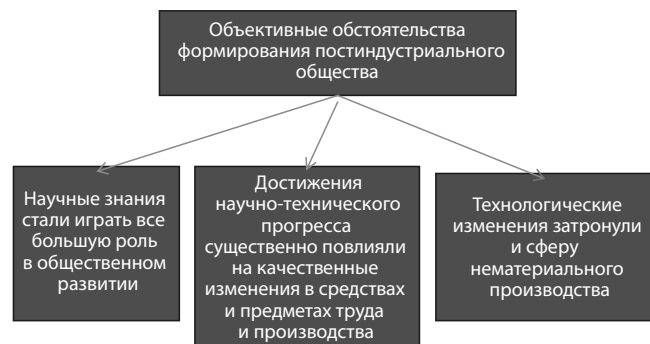 Объективные обстоятельства
формирования постиндустриального
общества
Научные знания
стали играть все
большую роль
в общественном
развитии
Достижения
научно-технического
прогресса
существенно повлияли
на качественные
изменения в средствах
и предметах труда
и производства
Технологические
изменения затронули
и сферу
нематериального
производства